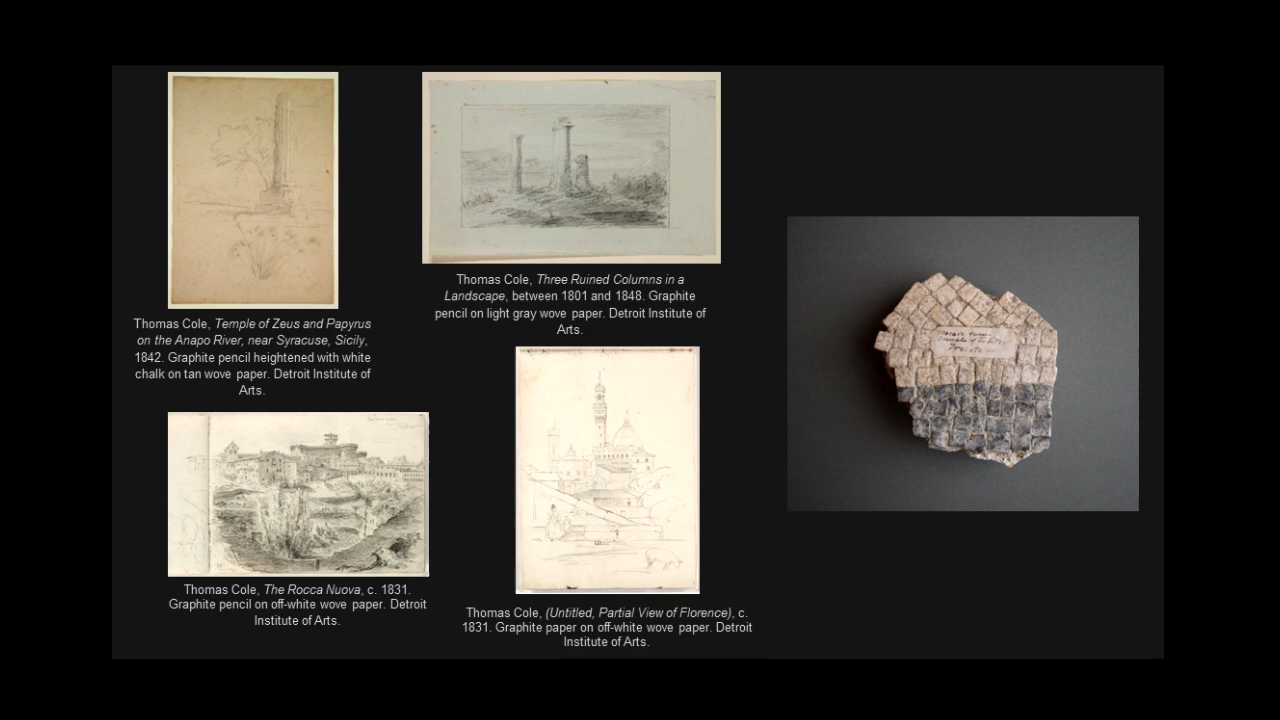 Thomas Cole, Temple of Zeus and Papyrus
on the Anapo River, near Syracuse, Sicily,
1842. Graphite pencil heightened with white
chalk on tan wove paper. Detroit Institute of
Arts.
Thomas Cole, Three Ruined Columns in a
Landscape, between 1801 and 1848. Graphite
pencil on light gray wove paper. Detroit Institute of
Arts.
Thomas Cole, The Rocca Nuova, c. 1831.
Graphite pencil on off-white wove paper. Detroit
Institute of Arts.
Thomas Cole, (Untitled, Partial View of Florence), c.
1831. Graphite paper on off-white wove paper. Detroit
Institute of Arts.